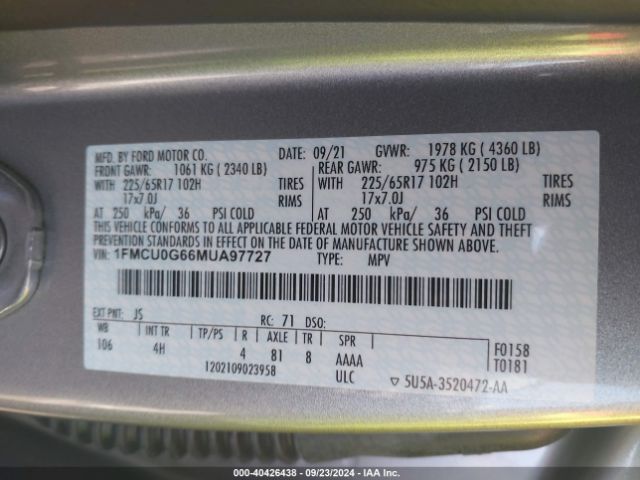 MFD. BY FORD MOTOR CO.
DATE: 09/21 GVWR: 1978 KG ( 4360 LB)
FRONT GAWR: 1061 KG ( 2340 LB) REAR GAWR: 975 KG ( 2150 LB)
WITH 225/65R17 102H TIRES WITH 225/65R17 102H TIRES
17x7.0J RIMS 17x7.0J RIMS
AT 250 kPa/ 36 PSI COLD AT 250 kPa/ 36 PSI COLD
THIS VEHICLE CONFORMS TO ALL APPLICABLE FEDERAL MOTOR VEHICLE SAFETY AND THEFT
PREVENTION STANDARDS IN EFFECT ON THE DATE OF MANUFACTURE SHOWN ABOVE.
VIN: 1FMCU0G66MUA97727 TYPE: MPV
EXT PNT: JS RC: 71 DSO:
WB INT TR TP/PS R AXLE TR SPR
106 4H 4 81 8 AAAA
1202109023958 ULC
F0158
T0181
5U5A-3520472-AA
000-40426438 - 09/23/2024 - IAA Inc.